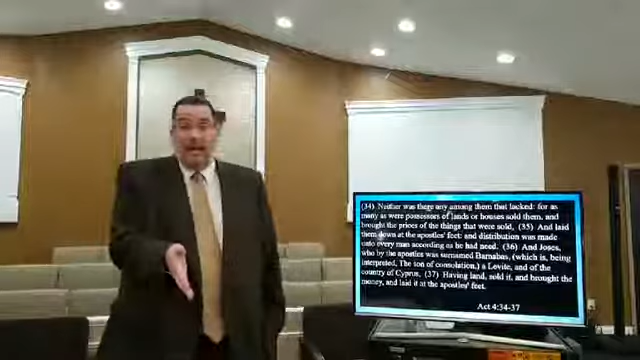 (34) Neither was there any among them that lacked: for as
many as were possessors of lands or houses sold them, and
brought the prices of the things that were sold, (35) And laid
them down at the apostles' feet: and distribution was made
unto every man according as he had need. (36) And Joses,
who by the apostles was surnamed Barnabas, (which is, being
interpreted, The son of consolation,) a Levite, and of the
country of Cyprus, (37) Having land, sold it, and brought the
money, and laid it at the apostles' feet.
Act 4:34-37